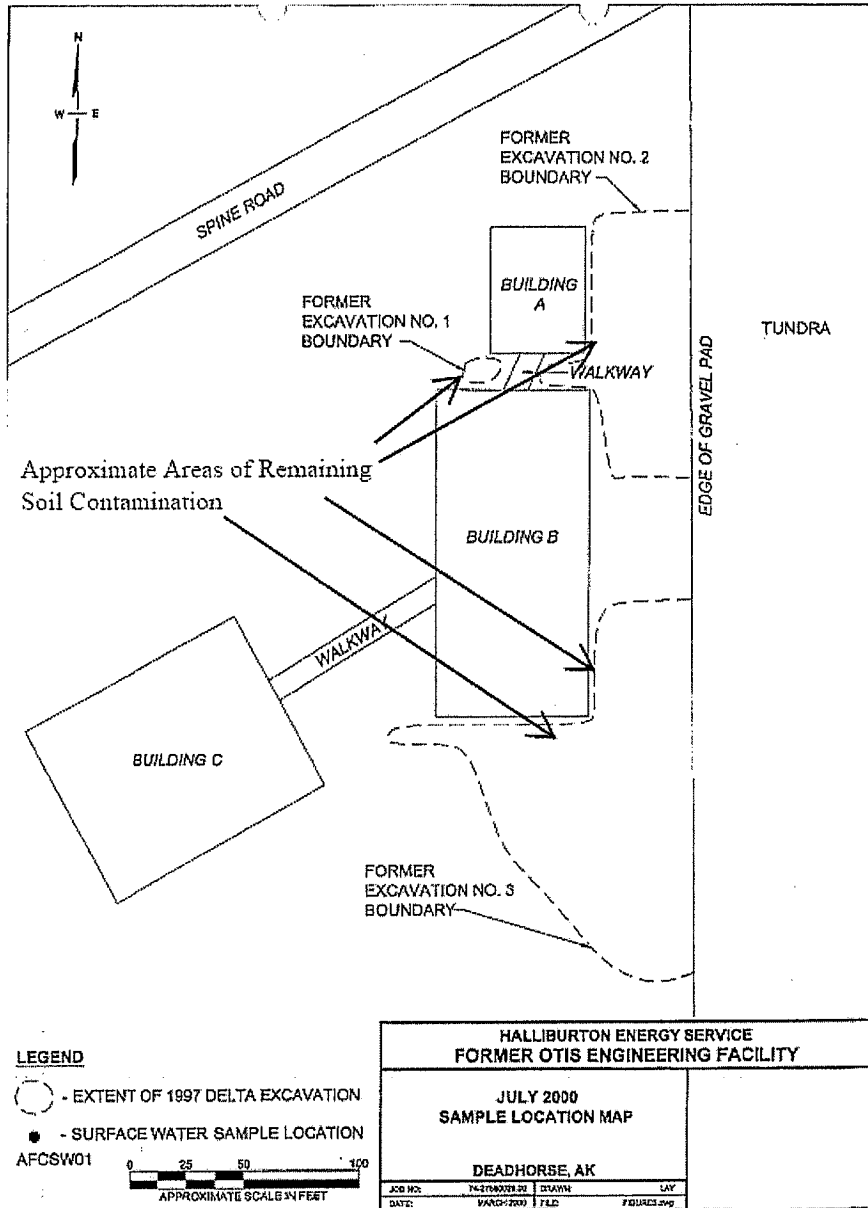 N
W E
SPINE ROAD
FORMER
EXCAVATION NO. 2
BOUNDARY
BUILDING
A
FORMER
EXCAVATION NO. 1
BOUNDARY
WALKWAY
TUNDRA
EDGE OF GRAVEL PAD
Approximate Areas of Remaining
Soil Contamination
BUILDING B
WALKWAY
BUILDING C
FORMER
EXCAVATION NO. 3
BOUNDARY
LEGEND
- EXTENT OF 1997 DELTA EXCAVATION
- SURFACE WATER SAMPLE LOCATION
AFCSW01
0 25 50 100
APPROXIMATE SCALE IN FEET
HALLIBURTON ENERGY SERVICE
FORMER OTIS ENGINEERING FACILITY
JULY 2000
SAMPLE LOCATION MAP
DEADHORSE, AK
JOB NO: DRAWN: LAY
DATE: MARCH 2000 FILE: